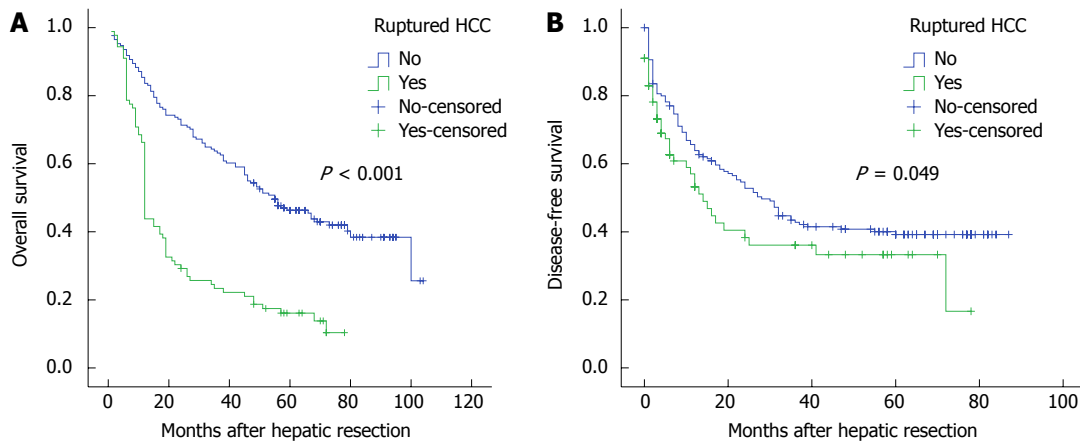 A
Ruptured HCC
No
Yes
No-censored
Yes-censored
P < 0.001
Overall survival
1.0
0.8
0.6
0.4
0.2
0.0
0 20 40 60 80 100 120
Months after hepatic resection
B
Ruptured HCC
No
Yes
No-censored
Yes-censored
P = 0.049
Disease-free survival
1.0
0.8
0.6
0.4
0.2
0.0
0 20 40 60 80 100
Months after hepatic resection